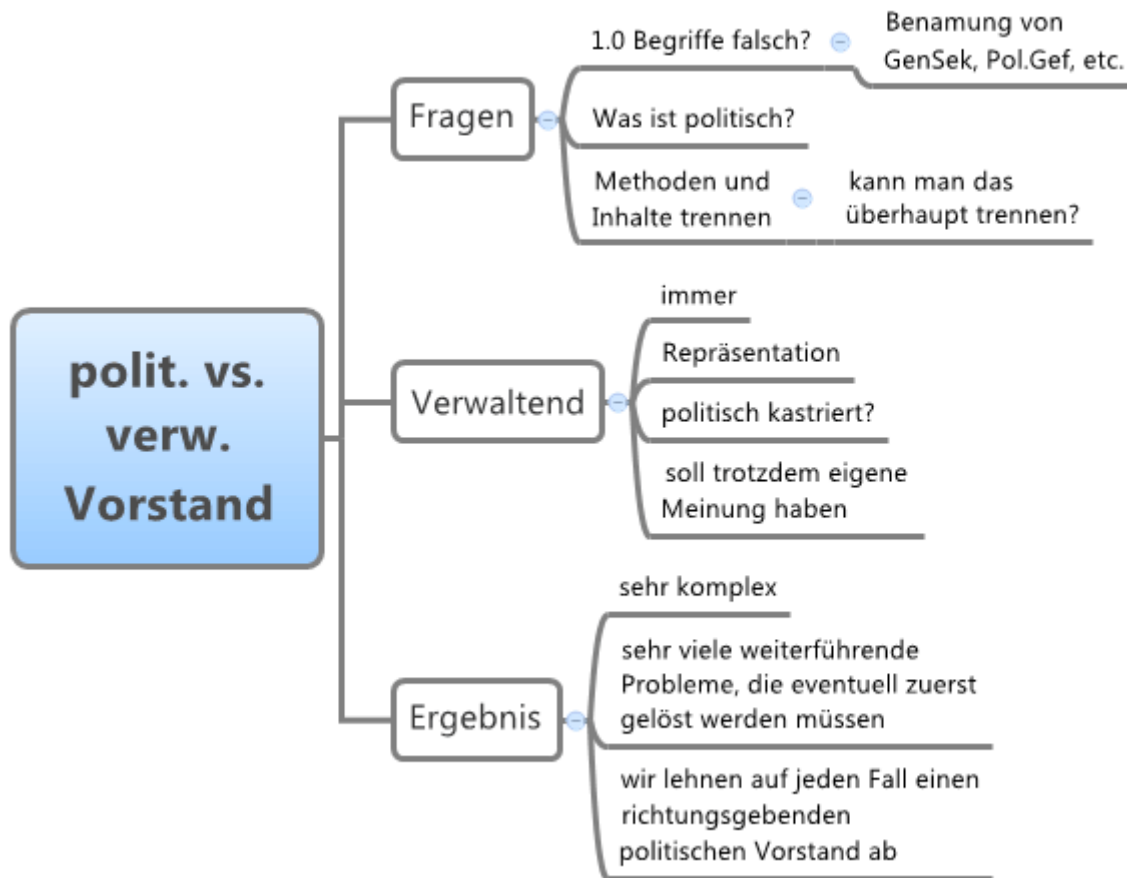 polit. vs.
verw.
Vorstand
Fragen
1.0 Begriffe falsch?
Benamung von
GenSek, Pol.Gef, etc.
Was ist politisch?
Methoden und
Inhalte trennen
kann man das
überhaupt trennen?
Verwaltend
immer
Repräsentation
politisch kastriert?
soll trotzdem eigene
Meinung haben
Ergebnis
sehr komplex
sehr viele weiterführende
Probleme, die eventuell zuerst
gelöst werden müssen
wir lehnen auf jeden Fall einen
richtungsgebenden
politischen Vorstand ab